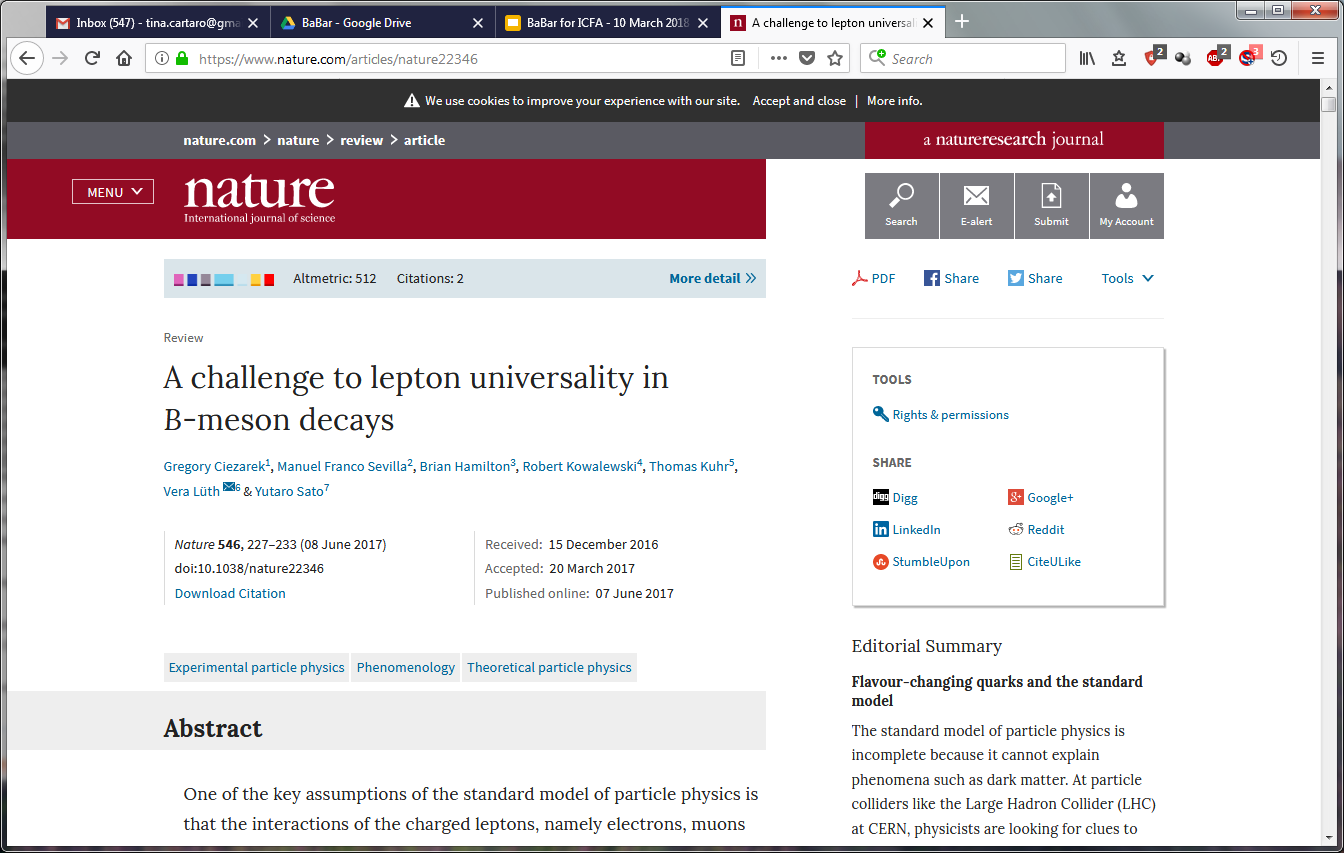 Inbox (547) - tina.cartaro@gma
BaBar - Google Drive
BaBar for ICFA - 10 March 2018
n A challenge to lepton universal
https://www.nature.com/articles/nature22346
Search
2
2
3
We use cookies to improve your experience with our site. Accept and close | More info.
nature.com > nature > review > article
a natureresearch journal
MENU
nature
International journal of science
Search
E-alert
Submit
My Account
Altmetric: 512 Citations: 2 More detail »
PDF
Share
Share
Tools
Review
A challenge to lepton universality in
B-meson decays
Gregory Ciezarek1, Manuel Franco Sevilla2, Brian Hamilton3, Robert Kowalewski4, Thomas Kuhr5,
Vera Lüth 6 & Yutaro Sato7
Nature 546, 227–233 (08 June 2017)
doi:10.1038/nature22346
Download Citation
Received: 15 December 2016
Accepted: 20 March 2017
Published online: 07 June 2017
Experimental particle physics Phenomenology Theoretical particle physics
Abstract
One of the key assumptions of the standard model of particle physics is
that the interactions of the charged leptons, namely electrons, muons
TOOLS
Rights & permissions
SHARE
digg Digg
g+ Google+
in LinkedIn
Reddit
StumbleUpon
CiteULike
Editorial Summary
Flavour-changing quarks and the standard
model
The standard model of particle physics is
incomplete because it cannot explain
phenomena such as dark matter. At particle
colliders like the Large Hadron Collider (LHC)
at CERN, physicists are looking for clues to